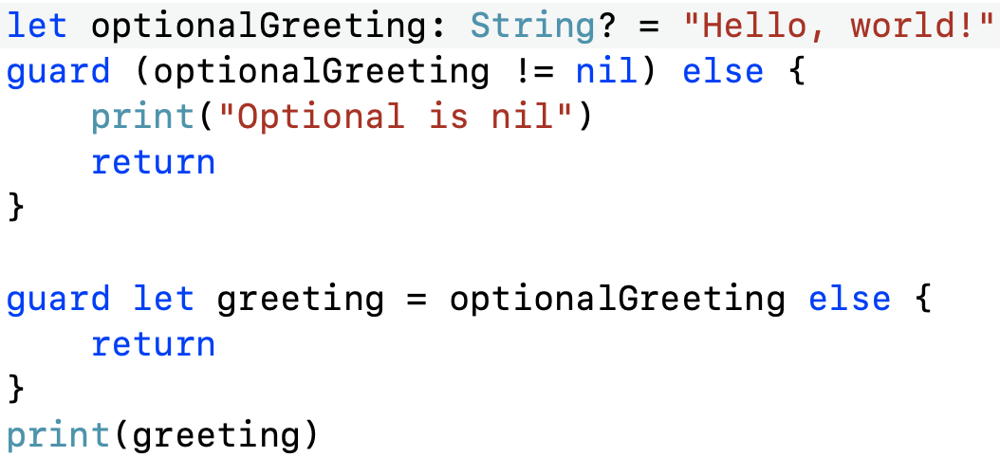 let optionalGreeting: String? = "Hello, world!"
guard (optionalGreeting != nil) else {
    print("Optional is nil")
    return
}

guard let greeting = optionalGreeting else {
    return
}
print(greeting)